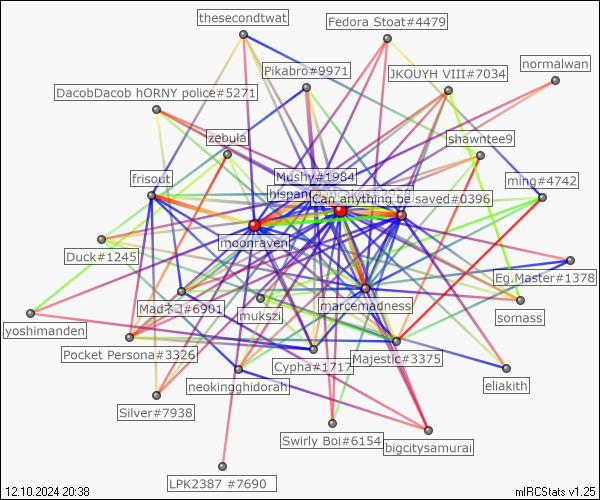 thesecondtwat
Fedora Stoat#4479
normalwan
Pikabro#9971
JKOUYH VIII#7034
DacobDacob hORNY police#5271
zebula
shawntee9
Mushy#1984
frisout
ming#4742
Can anything be saved#0396
moonraven
Duck#1245
Eg.Master#1378
Madネコ#6901
marcemadness
mukszi
somass
yoshimanden
Pocket Persona#3326
Cypha#1717
Majestic#3375
neokingghidorah
eliakith
Silver#7938
Swirly Boi#6154
bigcitysamurai
LPK2387 #7690
12.10.2024 20:38
mIRCStats v1.25